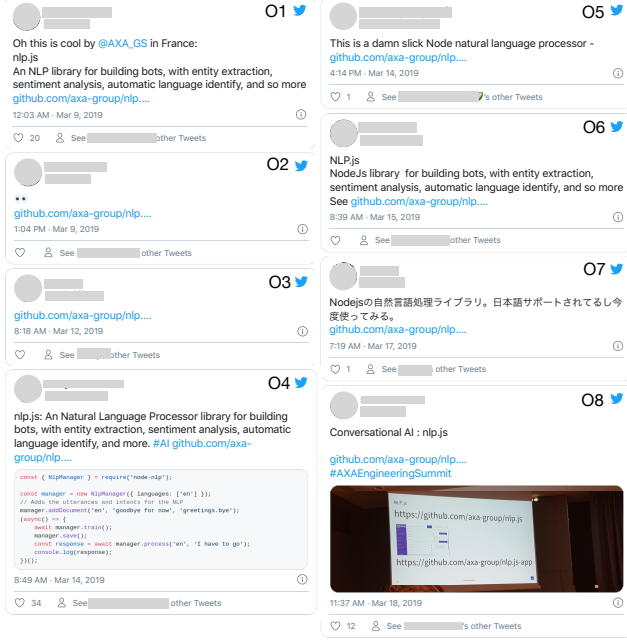 O1
Oh this is cool by @AXA_GS in France:
nlp.js
An NLP library for building bots, with entity extraction,
sentiment analysis, automatic language identify, and so more
github.com/axa-group/nlp....
12:03 AM · Mar 9, 2019
20 See other Tweets
O2
👀
github.com/axa-group/nlp....
1:04 PM · Mar 9, 2019
See other Tweets
O3
github.com/axa-group/nlp....
8:18 AM · Mar 12, 2019
See other Tweets
O4
nlp.js: An Natural Language Processor library for building
bots, with entity extraction, sentiment analysis, automatic
language identify, and more. #AI github.com/axa-
group/nlp....
const { NlpManager } = require('node-nlp');
const manager = new NlpManager({ languages: ['en'] });
// Adds the utterances and intents for the NLP
manager.addDocument('en', 'goodbye for now', 'greetings.bye');
(async() => {
await manager.train();
manager.save();
const response = await manager.process('en', 'I have to go');
console.log(response);
})();
8:49 AM · Mar 14, 2019
34 See other Tweets
O5
This is a damn slick Node natural language processor -
github.com/axa-group/nlp....
4:14 PM · Mar 14, 2019
1 See 's other Tweets
O6
NLP.js
NodeJs library for building bots, with entity extraction,
sentiment analysis, automatic language identify, and so more
See github.com/axa-group/nlp....
8:39 AM · Mar 15, 2019
See other Tweets
O7
Nodejsの自然言語処理ライブラリ。日本語サポートされてるし今
度使ってみる。
github.com/axa-group/nlp....
7:19 AM · Mar 17, 2019
1 See other Tweets
O8
Conversational AI : nlp.js
github.com/axa-group/nlp....
#AXAEngineeringSummit
NLP.js
https://github.com/axa-group/nlp.js
https://github.com/axa-group/nlp.js-app
11:37 AM · Mar 18, 2019
12 See 's other Tweets